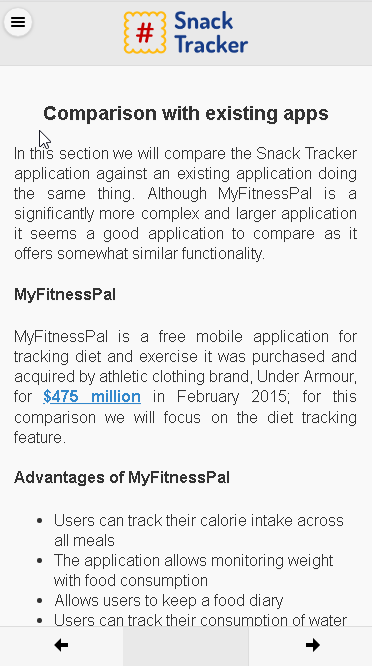 #
Snack
Tracker
Comparison with existing apps
In this section we will compare the Snack Tracker
application against an existing application doing
the same thing. Although MyFitnessPal is a
significantly more complex and larger application
it seems a good application to compare as it
offers somewhat similar functionality.
MyFitnessPal
MyFitnessPal is a free mobile application for
tracking diet and exercise it was purchased and
acquired by athletic clothing brand, Under Armour,
for $475 million in February 2015; for this
comparison we will focus on the diet tracking
feature.
Advantages of MyFitnessPal
• Users can track their calorie intake across
all meals
• The application allows monitoring weight
with food consumption
• Allows users to keep a food diary
• Users can track their consumption of water